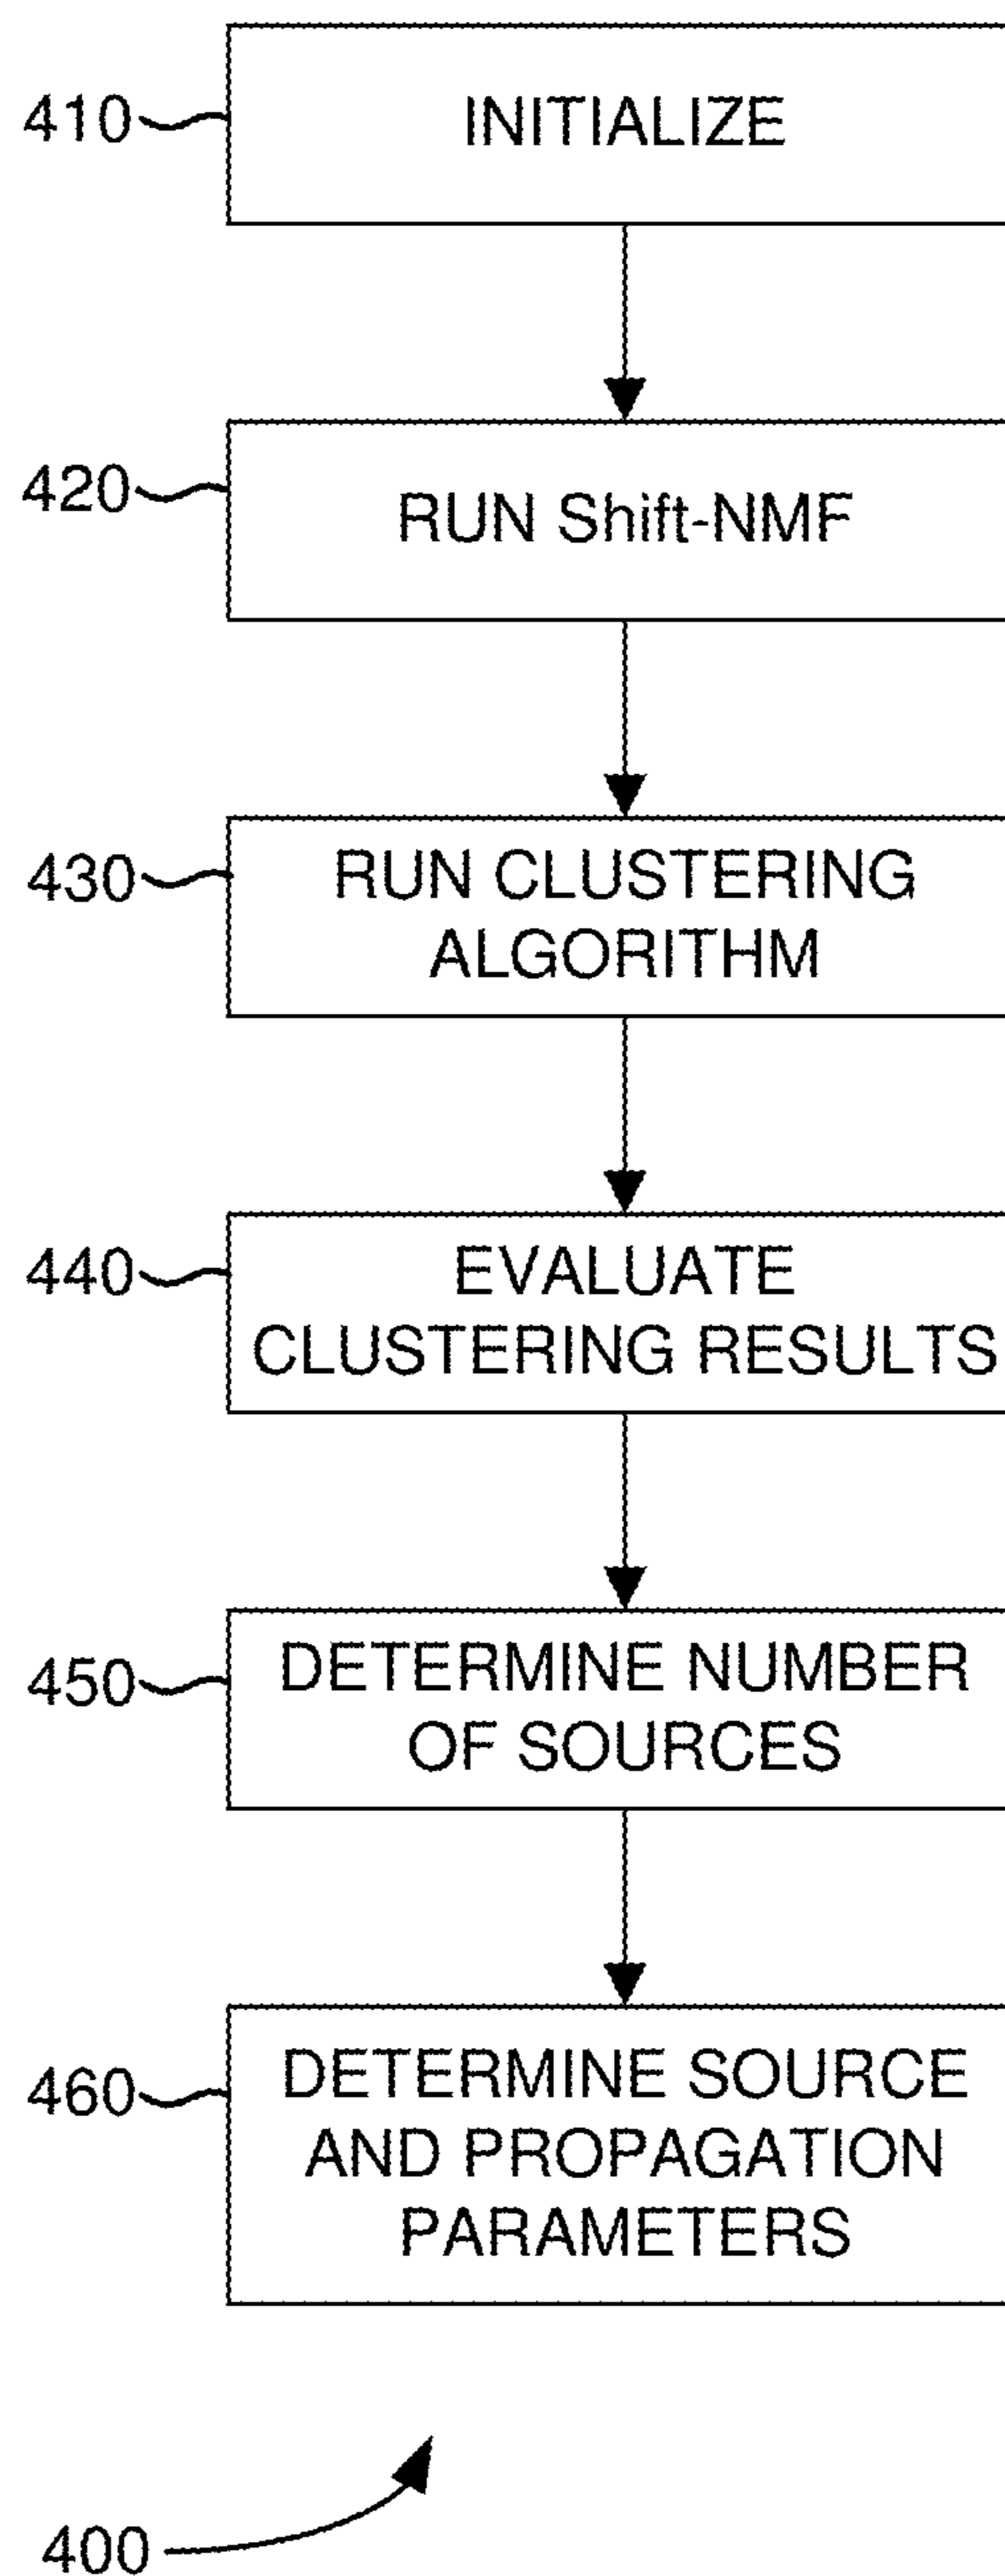 410
INITIALIZE
420
RUN Shift-NMF
430
RUN CLUSTERING
ALGORITHM
440
EVALUATE
CLUSTERING RESULTS
450
DETERMINE NUMBER
OF SOURCES
460
DETERMINE SOURCE
AND PROPAGATION
PARAMETERS
400